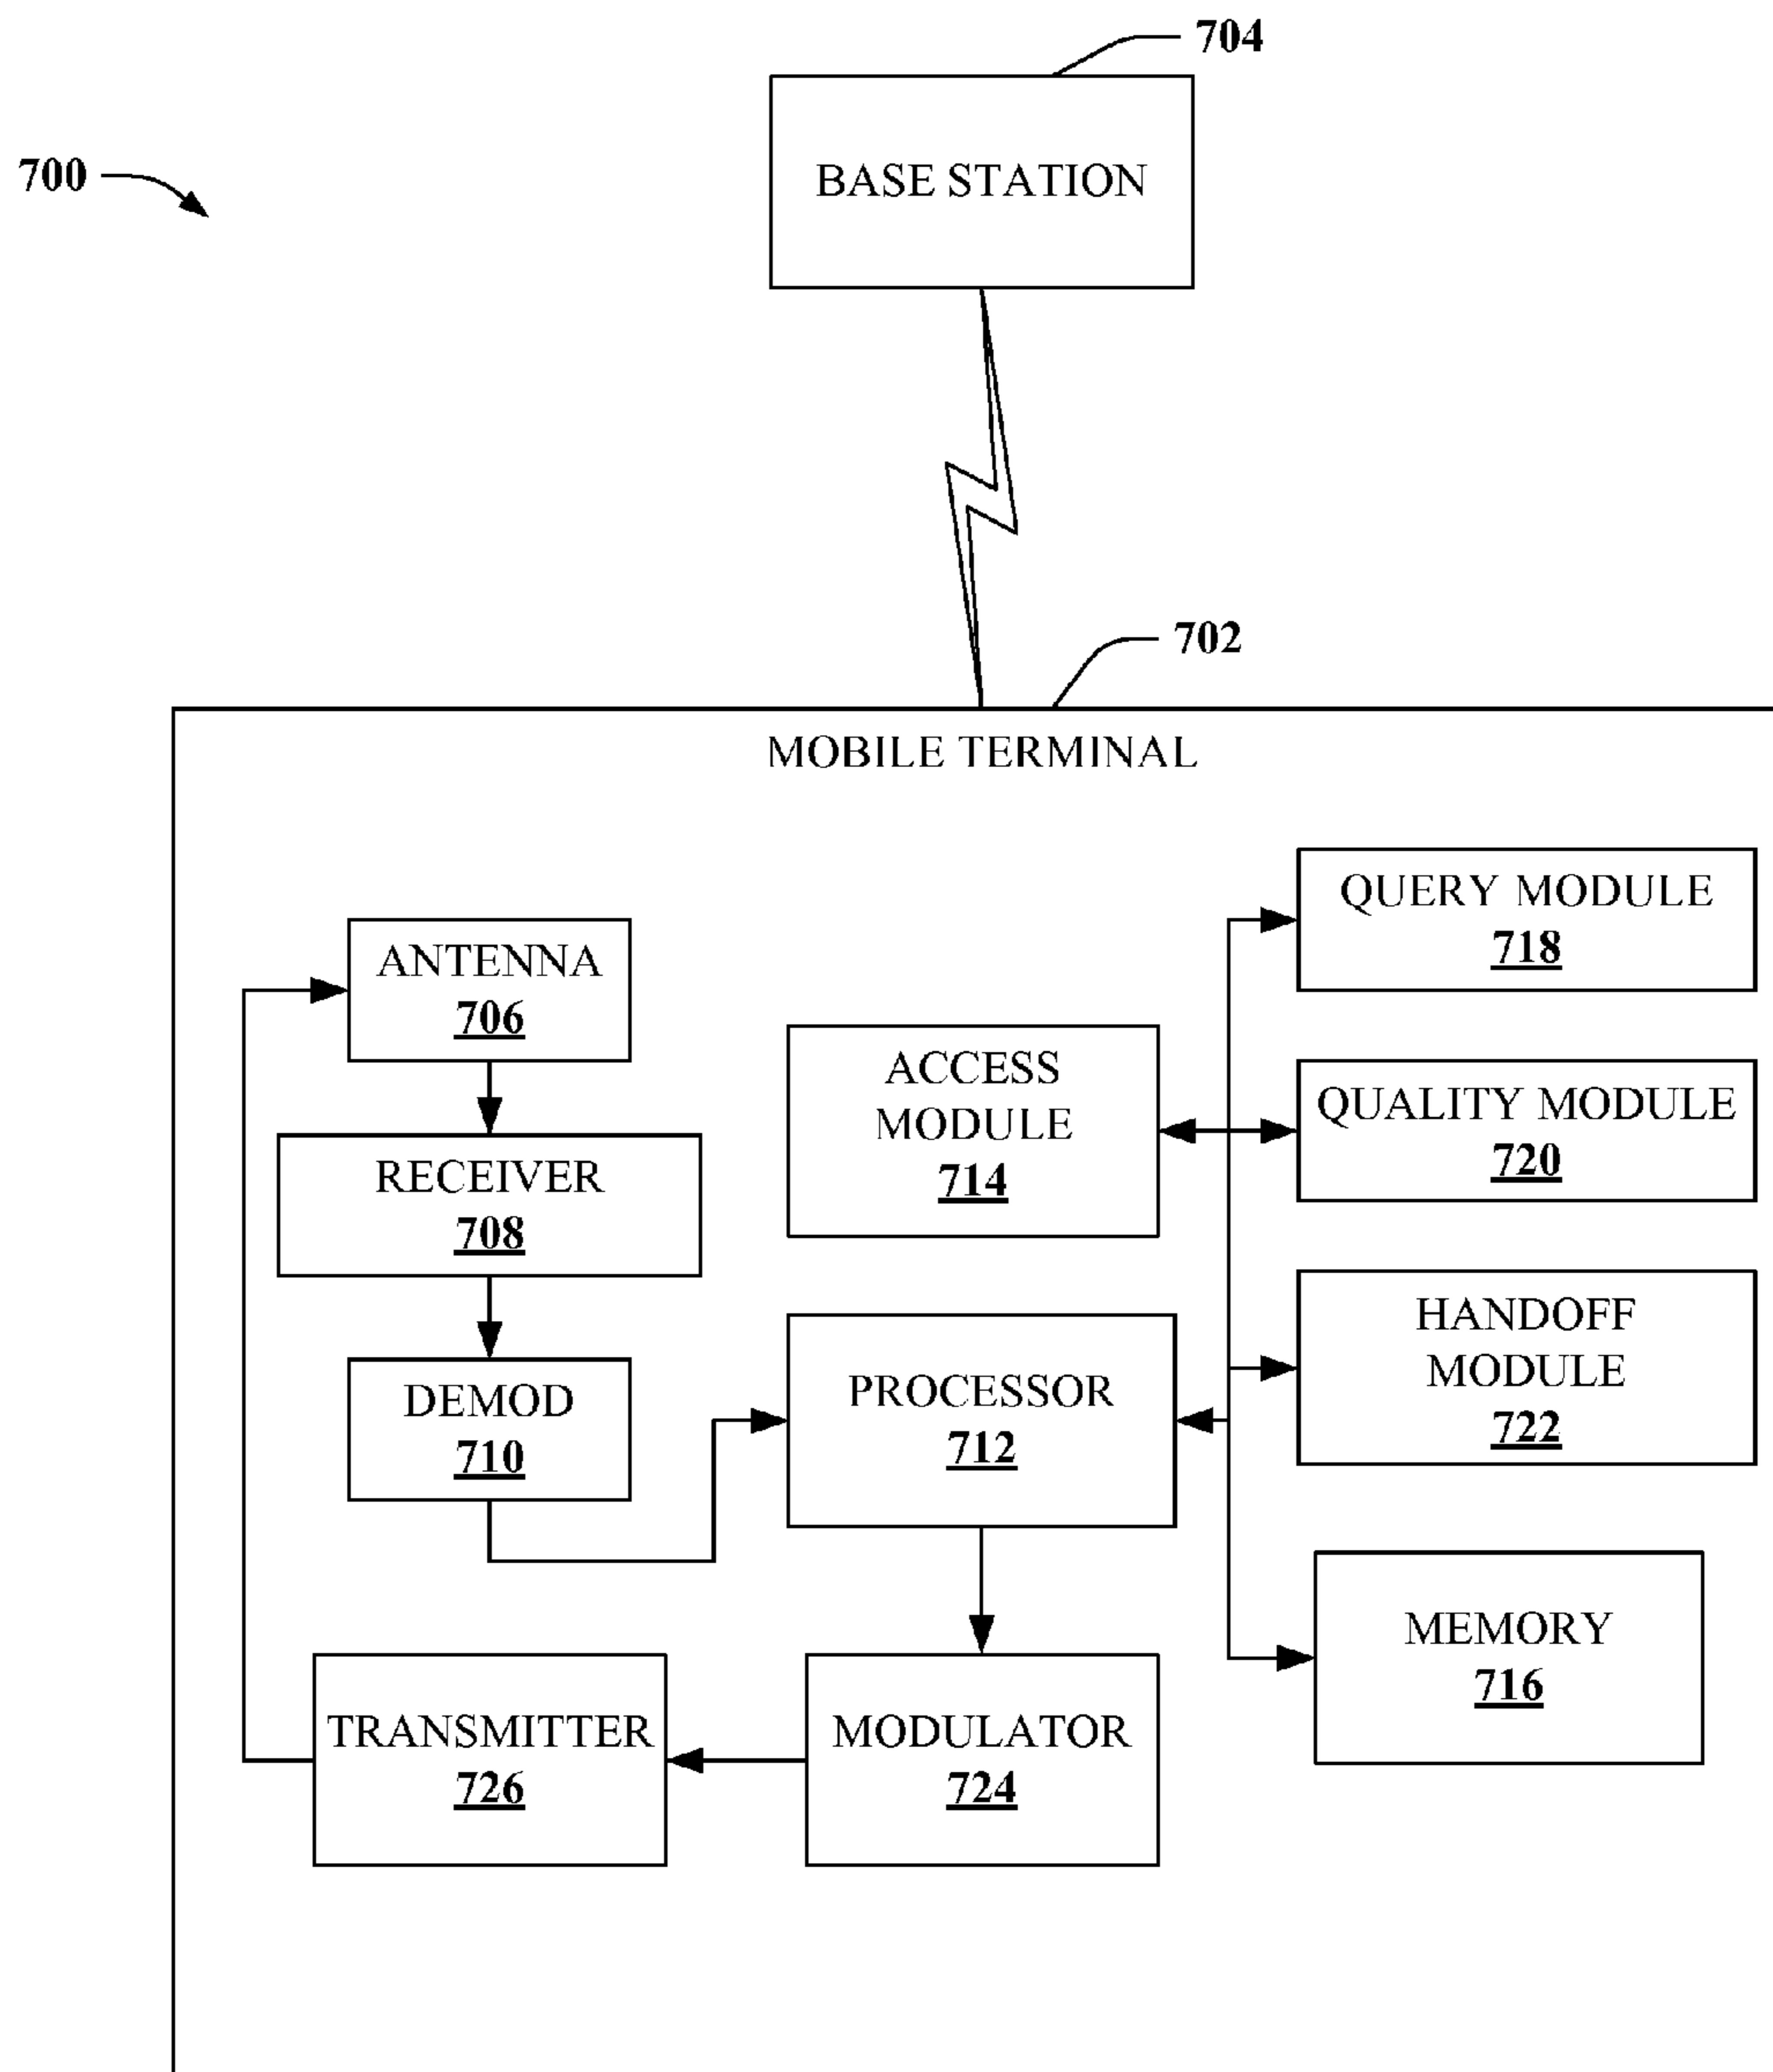 704
BASE STATION
700
702
MOBILE TERMINAL
QUERY MODULE
718
ANTENNA
706
ACCESS
MODULE
714
QUALITY MODULE
720
RECEIVER
708
HANDOFF
MODULE
722
DEMOD
710
PROCESSOR
712
MEMORY
716
TRANSMITTER
726
MODULATOR
724